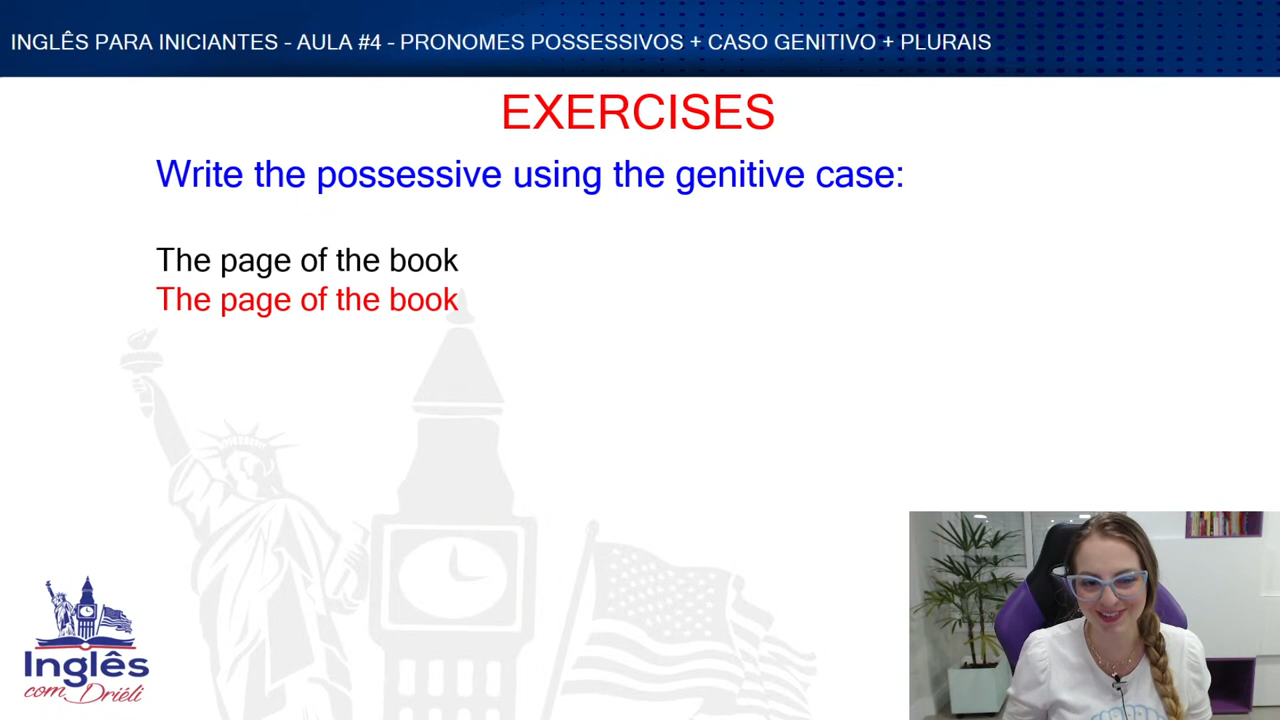 INGLÊS PARA INICIANTES - AULA #4 - PRONOMES POSSESSIVOS + CASO GENITIVO + PLURAIS
EXERCISES
Write the possessive using the genitive case:
The page of the book
The page of the book
Inglês
com Driéli